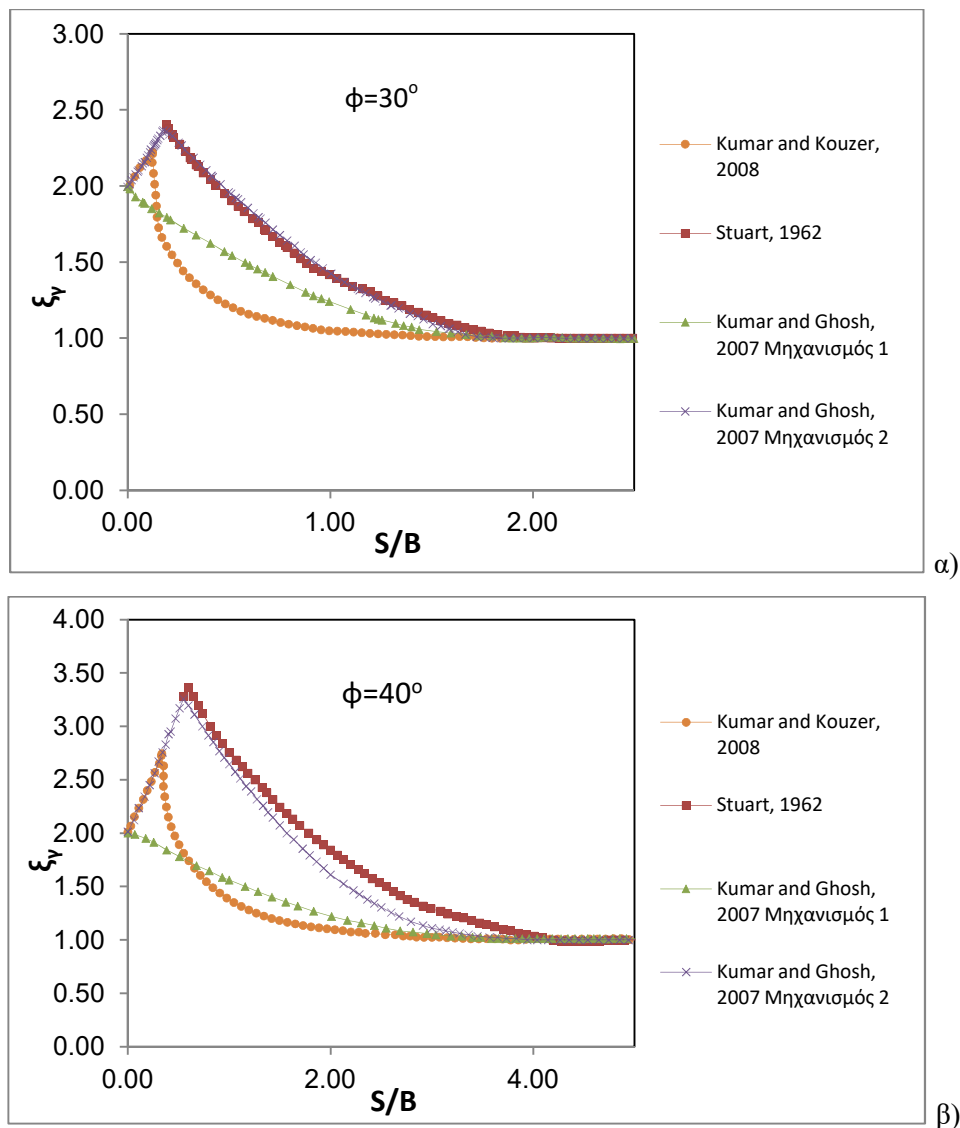 3.00
2.50
2.00
1.50
1.00
0.50
0.00
ξγ
φ=30°
0.00 1.00 2.00
S/B
Kumar and Kouzer,
2008
Stuart, 1962
Kumar and Ghosh,
2007 Μηχανισμός 1
Kumar and Ghosh,
2007 Μηχανισμός 2
α)
4.00
3.50
3.00
2.50
2.00
1.50
1.00
0.50
0.00
ξγ
φ=40°
0.00 2.00 4.00
S/B
Kumar and Kouzer,
2008
Stuart, 1962
Kumar and Ghosh,
2007 Μηχανισμός 1
Kumar and Ghosh,
2007 Μηχανισμός 2
β)